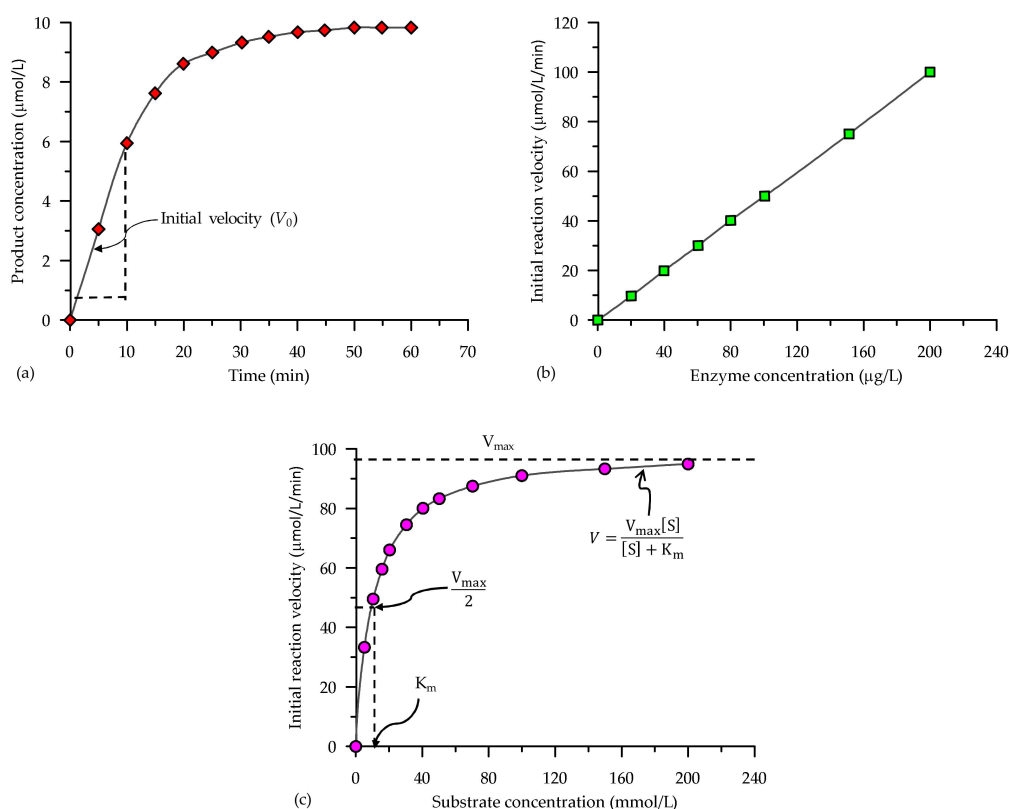 10
8
6
4
2
0
Product concentration (μmol/L)
Initial velocity (V₀)
0 10 20 30 40 50 60 70
Time (min)
(a)
120
100
80
60
40
20
0
Initial reaction velocity (μmol/L/min)
0 40 80 120 160 200 240
Enzyme concentration (μg/L)
(b)
100
80
60
40
20
0
Initial reaction velocity (μmol/L/min)
Vmax
V = Vmax[S] / [S] + Km
Vmax / 2
Km
0 40 80 120 160 200 240
Substrate concentration (mmol/L)
(c)